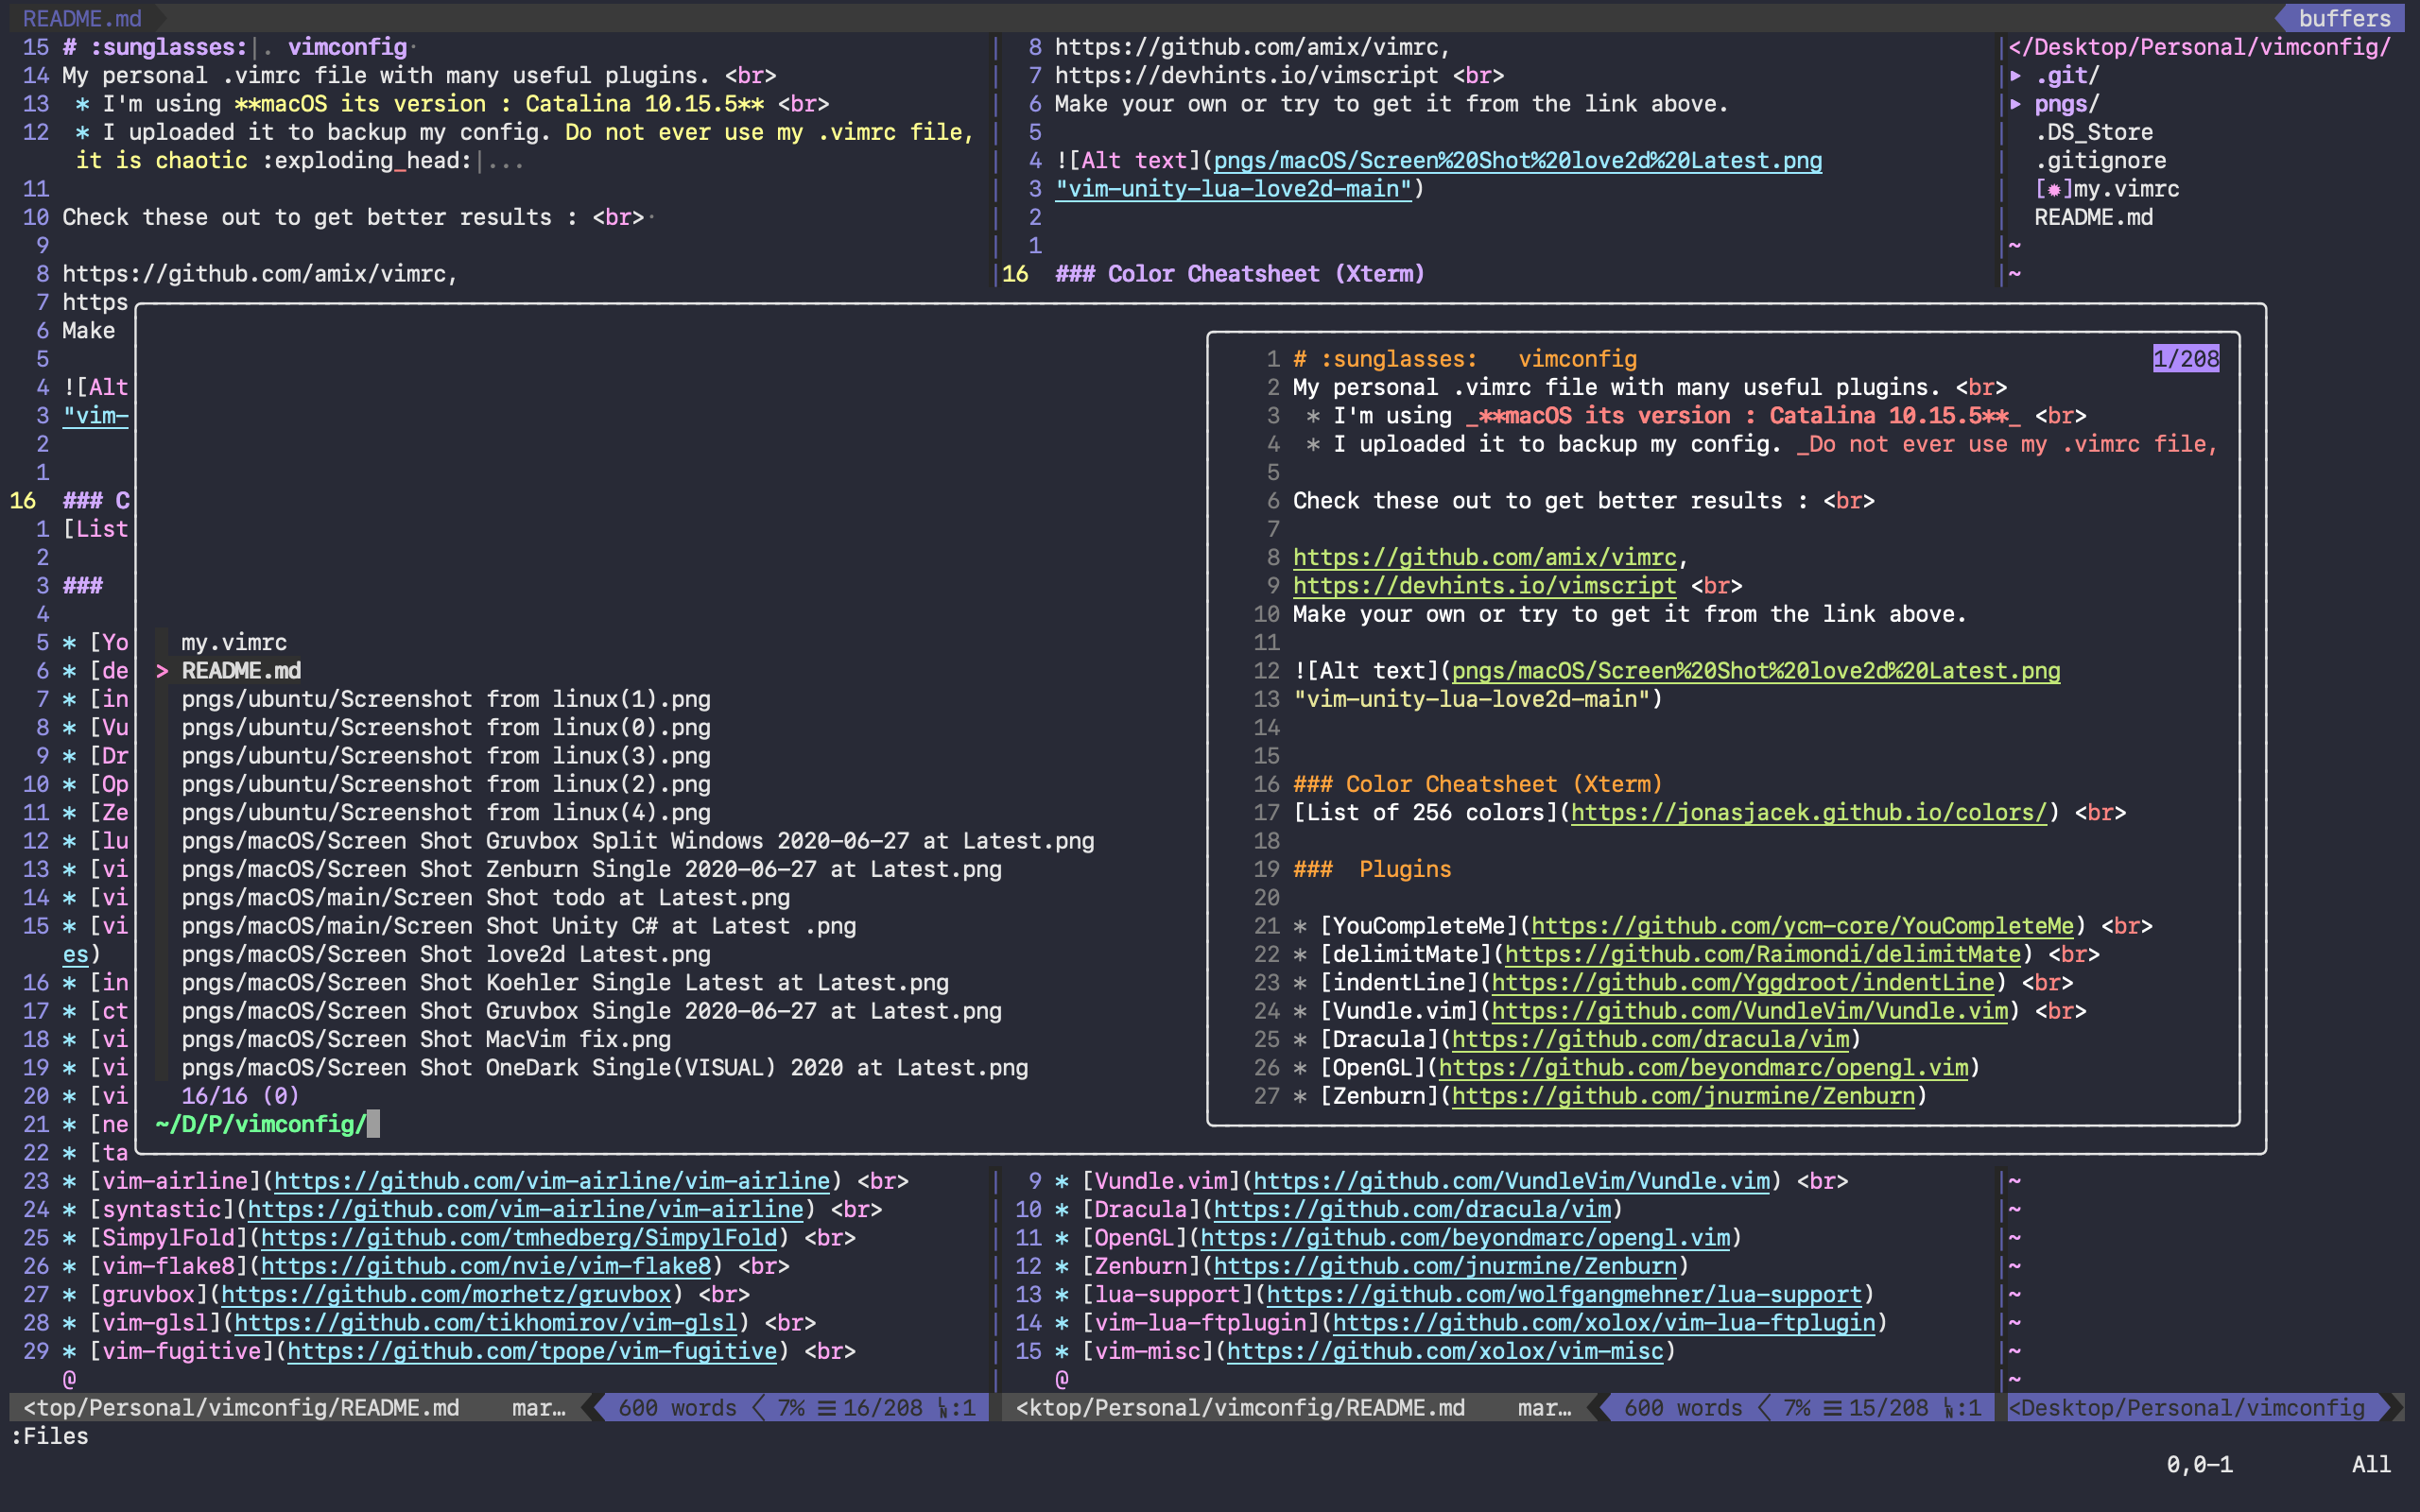 README.md
buffers
15 # :sunglasses:|. vimconfig·
14 My personal .vimrc file with many useful plugins. <br>
13  * I'm using **macOS its version : Catalina 10.15.5** <br>
12  * I uploaded it to backup my config. Do not ever use my .vimrc file,
it is chaotic :exploding_head:|...
11
10 Check these out to get better results : <br>·
9
8 https://github.com/amix/vimrc,
7 https
6 Make
5
4 ![Alt
3 "vim-
2
1
16 ### C
1 [List
2
3 ###
4
5 * [Yo
6 * [de
7 * [in
8 * [Vu
9 * [Dr
10 * [Op
11 * [Ze
12 * [lu
13 * [vi
14 * [vi
15 * [vi
es)
16 * [in
17 * [ct
18 * [vi
19 * [vi
20 * [vi
21 * [ne
22 * [ta
23 * [vim-airline](https://github.com/vim-airline/vim-airline) <br>
24 * [syntastic](https://github.com/vim-airline/vim-airline) <br>
25 * [SimpylFold](https://github.com/tmhedberg/SimpylFold) <br>
26 * [vim-flake8](https://github.com/nvie/vim-flake8) <br>
27 * [gruvbox](https://github.com/morhetz/gruvbox) <br>
28 * [vim-glsl](https://github.com/tikhomirov/vim-glsl) <br>
29 * [vim-fugitive](https://github.com/tpope/vim-fugitive) <br>
@
8 https://github.com/amix/vimrc,
7 https://devhints.io/vimscript <br>
6 Make your own or try to get it from the link above.
5
4 ![Alt text](pngs/macOS/Screen%20Shot%20love2d%20Latest.png
3 "vim-unity-lua-love2d-main")
2
1
16 ### Color Cheatsheet (Xterm)
9 * [Vundle.vim](https://github.com/VundleVim/Vundle.vim) <br>
10 * [Dracula](https://github.com/dracula/vim)
11 * [OpenGL](https://github.com/beyondmarc/opengl.vim)
12 * [Zenburn](https://github.com/jnurmine/Zenburn)
13 * [lua-support](https://github.com/wolfgangmehner/lua-support)
14 * [vim-lua-ftplugin](https://github.com/xolox/vim-lua-ftplugin)
15 * [vim-misc](https://github.com/xolox/vim-misc)
@
</Desktop/Personal/vimconfig/
▸ .git/
▸ pngs/
.DS_Store
.gitignore
[✹]my.vimrc
README.md
~
~
~
~
~
~
~
~
~
~
my.vimrc
> README.md
pngs/ubuntu/Screenshot from linux(1).png
pngs/ubuntu/Screenshot from linux(0).png
pngs/ubuntu/Screenshot from linux(3).png
pngs/ubuntu/Screenshot from linux(2).png
pngs/ubuntu/Screenshot from linux(4).png
pngs/macOS/Screen Shot Gruvbox Split Windows 2020-06-27 at Latest.png
pngs/macOS/Screen Shot Zenburn Single 2020-06-27 at Latest.png
pngs/macOS/main/Screen Shot todo at Latest.png
pngs/macOS/main/Screen Shot Unity C# at Latest .png
pngs/macOS/Screen Shot love2d Latest.png
pngs/macOS/Screen Shot Koehler Single Latest at Latest.png
pngs/macOS/Screen Shot Gruvbox Single 2020-06-27 at Latest.png
pngs/macOS/Screen Shot MacVim fix.png
pngs/macOS/Screen Shot OneDark Single(VISUAL) 2020 at Latest.png
16/16 (0)
~/D/P/vimconfig/
1 # :sunglasses:   vimconfig
1/208
2 My personal .vimrc file with many useful plugins. <br>
3  * I'm using _**macOS its version : Catalina 10.15.5**_ <br>
4  * I uploaded it to backup my config. _Do not ever use my .vimrc file,
5
6 Check these out to get better results : <br>
7
8 https://github.com/amix/vimrc,
9 https://devhints.io/vimscript <br>
10 Make your own or try to get it from the link above.
11
12 ![Alt text](pngs/macOS/Screen%20Shot%20love2d%20Latest.png
13 "vim-unity-lua-love2d-main")
14
15
16 ### Color Cheatsheet (Xterm)
17 [List of 256 colors](https://jonasjacek.github.io/colors/) <br>
18
19 ###  Plugins
20
21 * [YouCompleteMe](https://github.com/ycm-core/YouCompleteMe) <br>
22 * [delimitMate](https://github.com/Raimondi/delimitMate) <br>
23 * [indentLine](https://github.com/Yggdroot/indentLine) <br>
24 * [Vundle.vim](https://github.com/VundleVim/Vundle.vim) <br>
25 * [Dracula](https://github.com/dracula/vim)
26 * [OpenGL](https://github.com/beyondmarc/opengl.vim)
27 * [Zenburn](https://github.com/jnurmine/Zenburn)
<top/Personal/vimconfig/README.md    mar…  600 words  7% ☰ 16/208 ㏑:1
<ktop/Personal/vimconfig/README.md    mar…  600 words  7% ☰ 15/208 ㏑:1
<Desktop/Personal/vimconfig
:Files
0,0-1    All